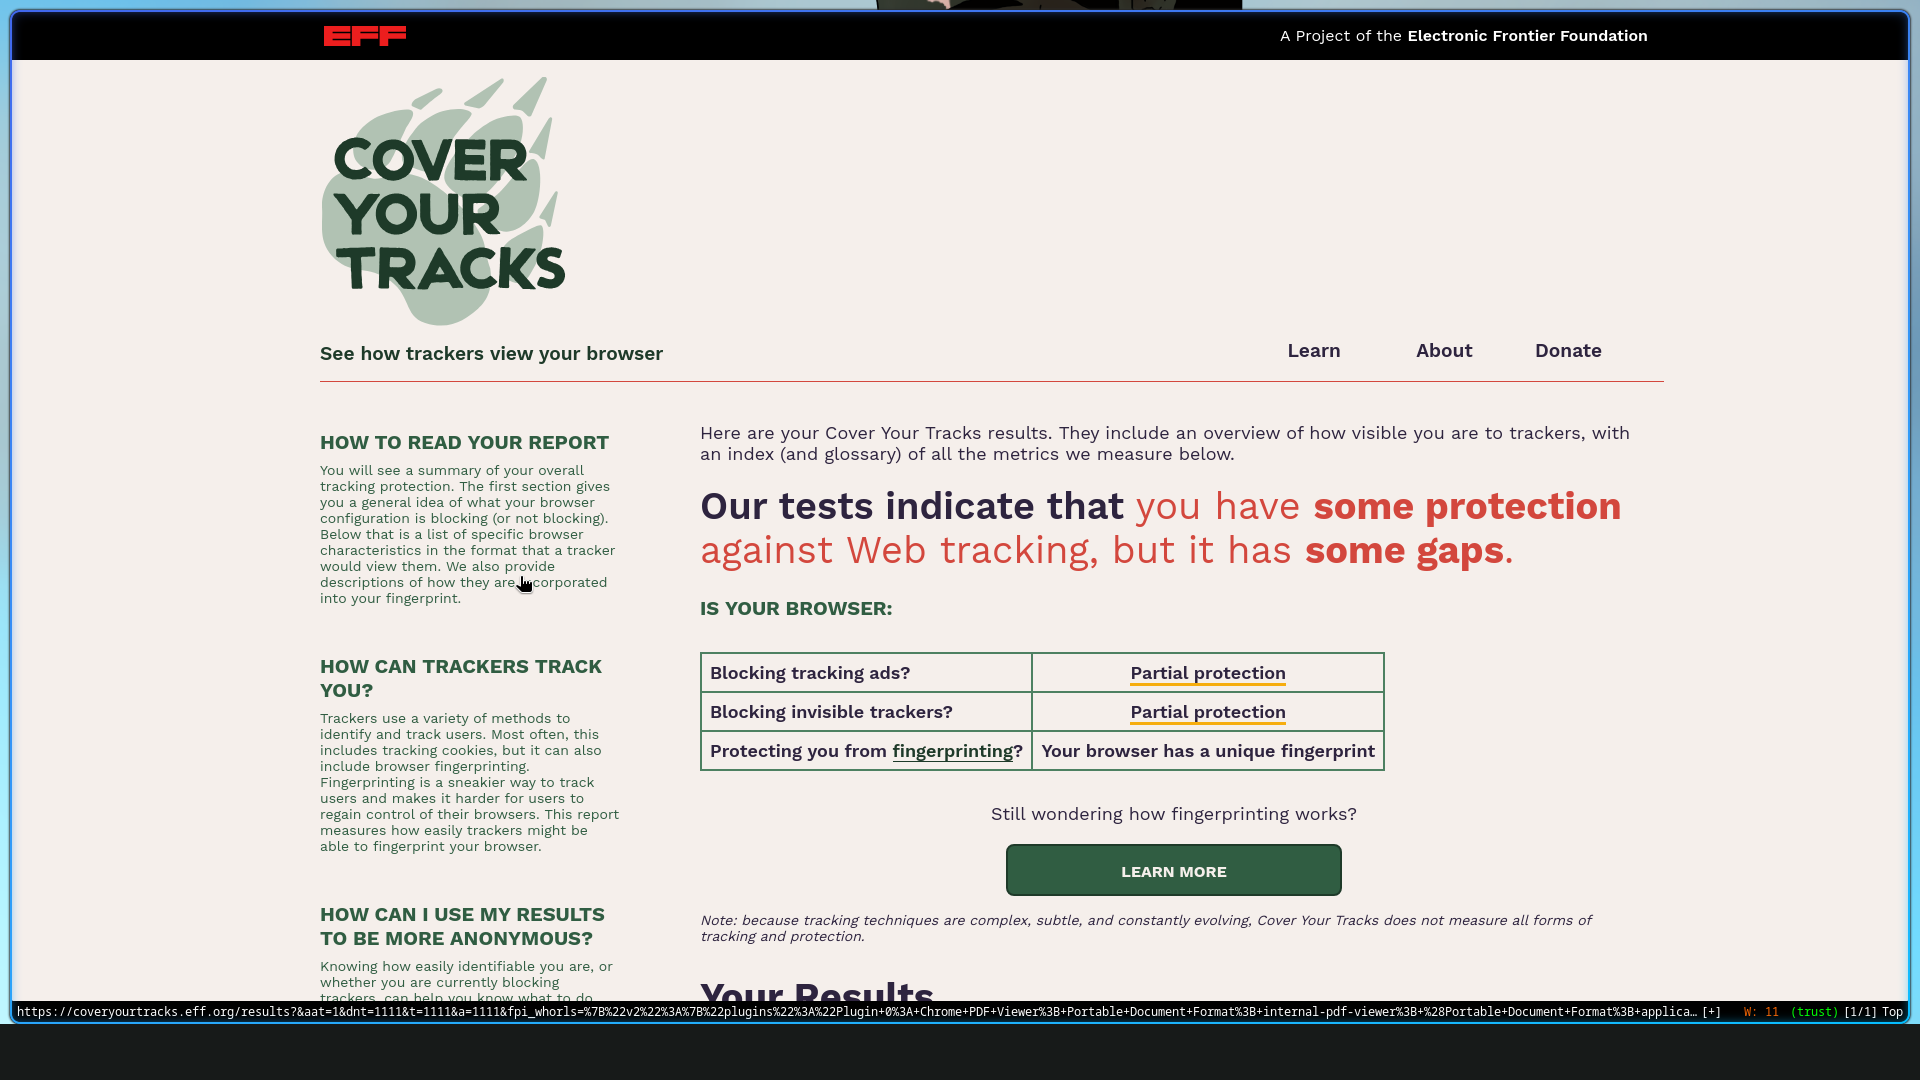 EFF
A Project of the Electronic Frontier Foundation
COVER
YOUR
TRACKS
See how trackers view your browser
Learn
About
Donate
HOW TO READ YOUR REPORT
You will see a summary of your overall
tracking protection. The first section gives
you a general idea of what your browser
configuration is blocking (or not blocking).
Below that is a list of specific browser
characteristics in the format that a tracker
would view them. We also provide
descriptions of how they are incorporated
into your fingerprint.
HOW CAN TRACKERS TRACK
YOU?
Trackers use a variety of methods to
identify and track users. Most often, this
includes tracking cookies, but it can also
include browser fingerprinting.
Fingerprinting is a sneakier way to track
users and makes it harder for users to
regain control of their browsers. This report
measures how easily trackers might be
able to fingerprint your browser.
HOW CAN I USE MY RESULTS
TO BE MORE ANONYMOUS?
Knowing how easily identifiable you are, or
whether you are currently blocking
trackers, can help you know what to do
Here are your Cover Your Tracks results. They include an overview of how visible you are to trackers, with
an index (and glossary) of all the metrics we measure below.
Our tests indicate that you have some protection
against Web tracking, but it has some gaps.
IS YOUR BROWSER:
Blocking tracking ads? Partial protection
Blocking invisible trackers? Partial protection
Protecting you from fingerprinting? Your browser has a unique fingerprint
Still wondering how fingerprinting works?
LEARN MORE
Note: because tracking techniques are complex, subtle, and constantly evolving, Cover Your Tracks does not measure all forms of
tracking and protection.
Your Results
https://coveryourtracks.eff.org/results?&aat=1&dnt=1111&t=1111&a=1111&fpi_whorls=%7B%22v2%22%3A%7B%22plugins%22%3A%22Plugin+0%3A+Chrome+PDF+Viewer%3B+Portable+Document+Format%3B+internal-pdf-viewer%3B+%28Portable+Document+Format%3B+applica… [+] W: 11 (trust) [1/1] Top